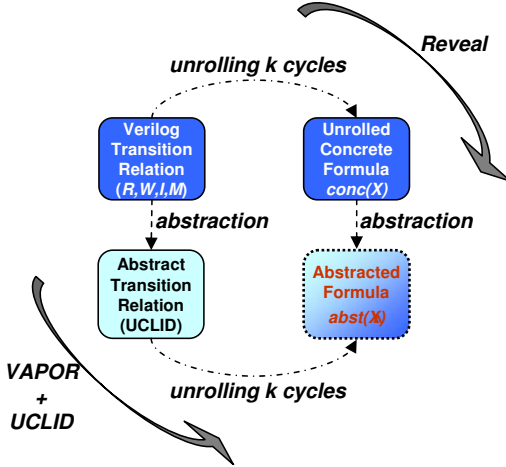 Reveal
unrolling k cycles
Verilog
Transition
Relation
(R,W,I,M)
Unrolled
Concrete
Formula
conc(X)
abstraction
abstraction
Abstract
Transition
Relation
(UCLID)
Abstracted
Formula
abst(X)
VAPOR
+
UCLID
unrolling k cycles